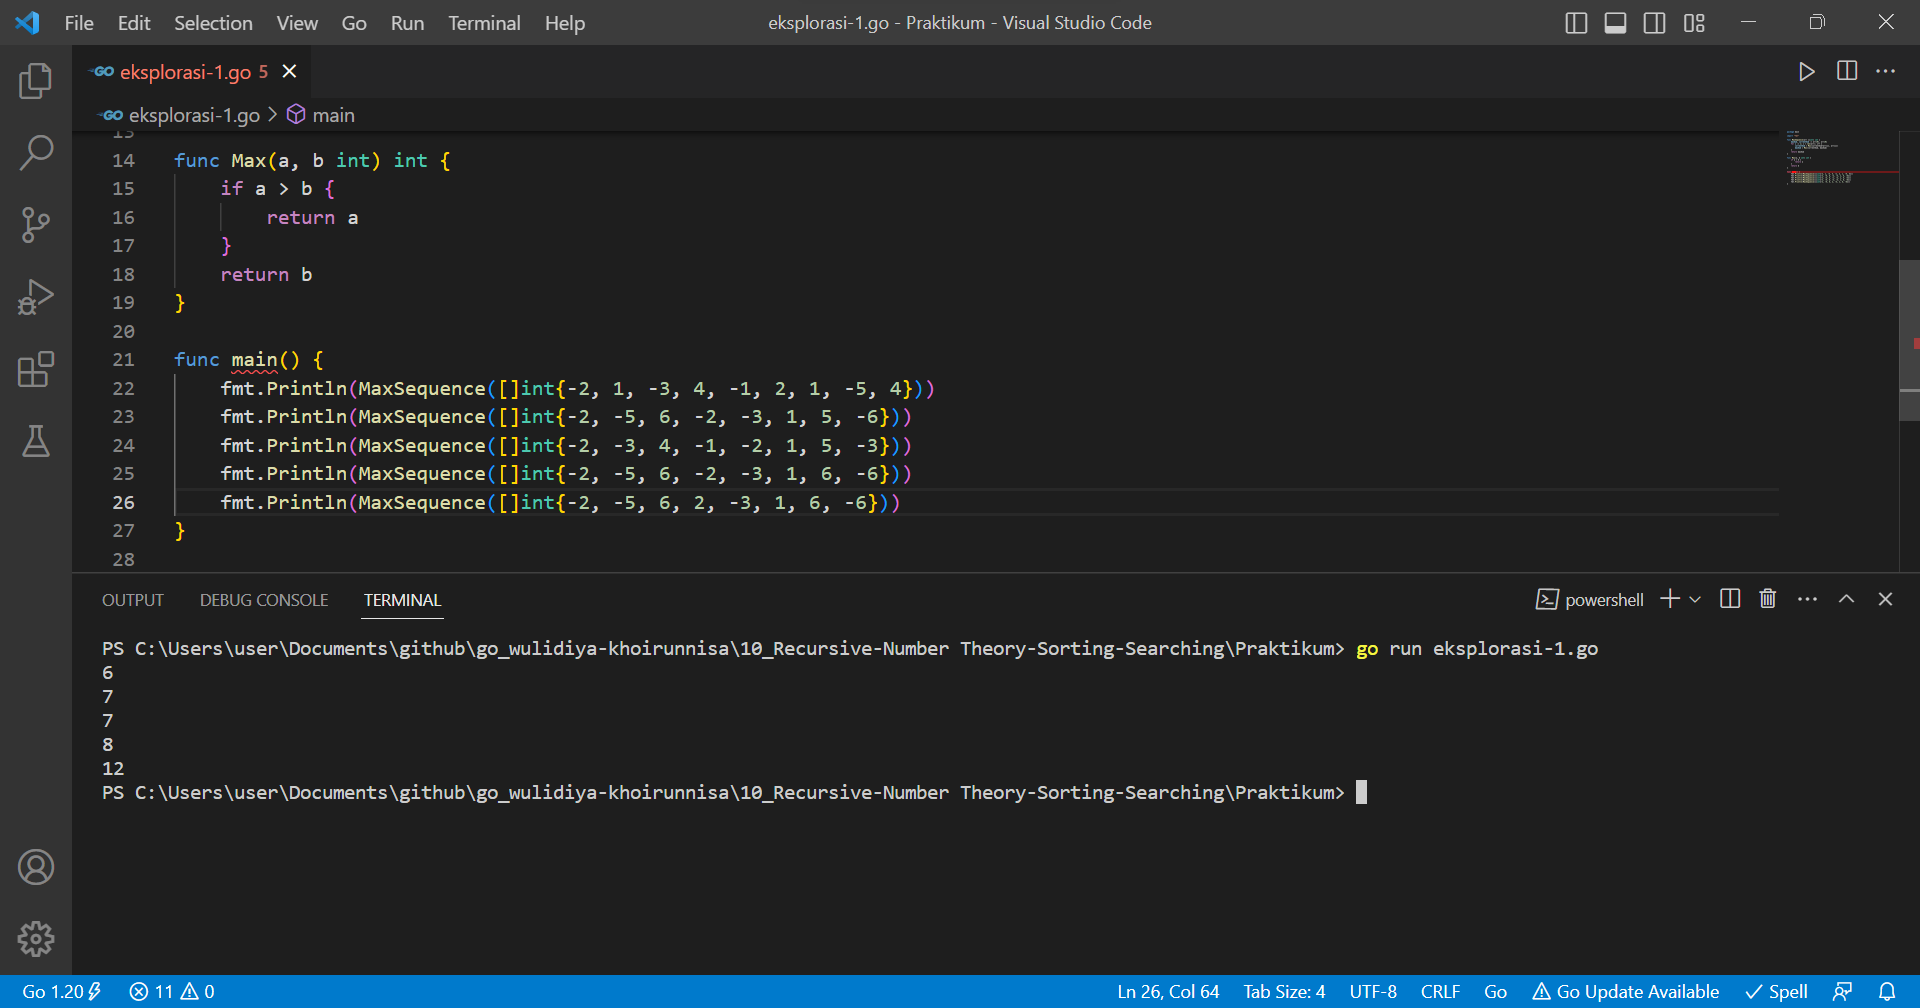 File Edit Selection View Go Run Terminal Help eksplorasi-1.go - Praktikum - Visual Studio Code
GO eksplorasi-1.go 5
GO eksplorasi-1.go > main
13
14 func Max(a, b int) int {
15     if a > b {
16         return a
17     }
18     return b
19 }
20
21 func main() {
22     fmt.Println(MaxSequence([]int{-2, 1, -3, 4, -1, 2, 1, -5, 4}))
23     fmt.Println(MaxSequence([]int{-2, -5, 6, -2, -3, 1, 5, -6}))
24     fmt.Println(MaxSequence([]int{-2, -3, 4, -1, -2, 1, 5, -3}))
25     fmt.Println(MaxSequence([]int{-2, -5, 6, -2, -3, 1, 6, -6}))
26     fmt.Println(MaxSequence([]int{-2, -5, 6, 2, -3, 1, 6, -6}))
27 }
28
OUTPUT DEBUG CONSOLE TERMINAL powershell
PS C:\Users\user\Documents\github\go_wulidiya-khoirunnisa\10_Recursive-Number Theory-Sorting-Searching\Praktikum> go run eksplorasi-1.go
6
7
7
8
12
PS C:\Users\user\Documents\github\go_wulidiya-khoirunnisa\10_Recursive-Number Theory-Sorting-Searching\Praktikum>
Go 1.20 11 0 Ln 26, Col 64 Tab Size: 4 UTF-8 CRLF Go Go Update Available Spell